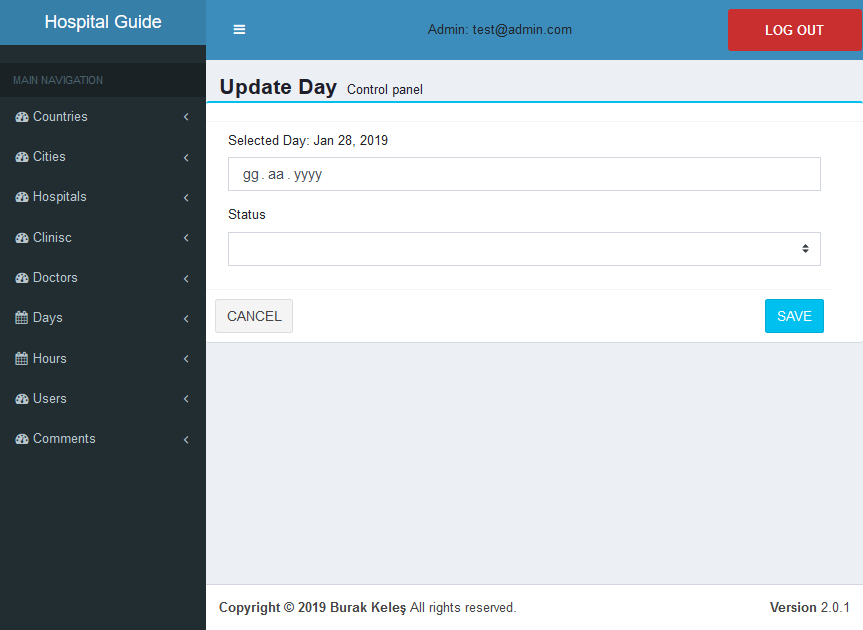 Hospital Guide
Admin: test@admin.com
LOG OUT
MAIN NAVIGATION
Countries
Cities
Hospitals
Clinisc
Doctors
Days
Hours
Users
Comments
Update Day Control panel
Selected Day: Jan 28, 2019
gg.aa.yyyy
Status
CANCEL
SAVE
Copyright © 2019 Burak Keleş All rights reserved.
Version 2.0.1